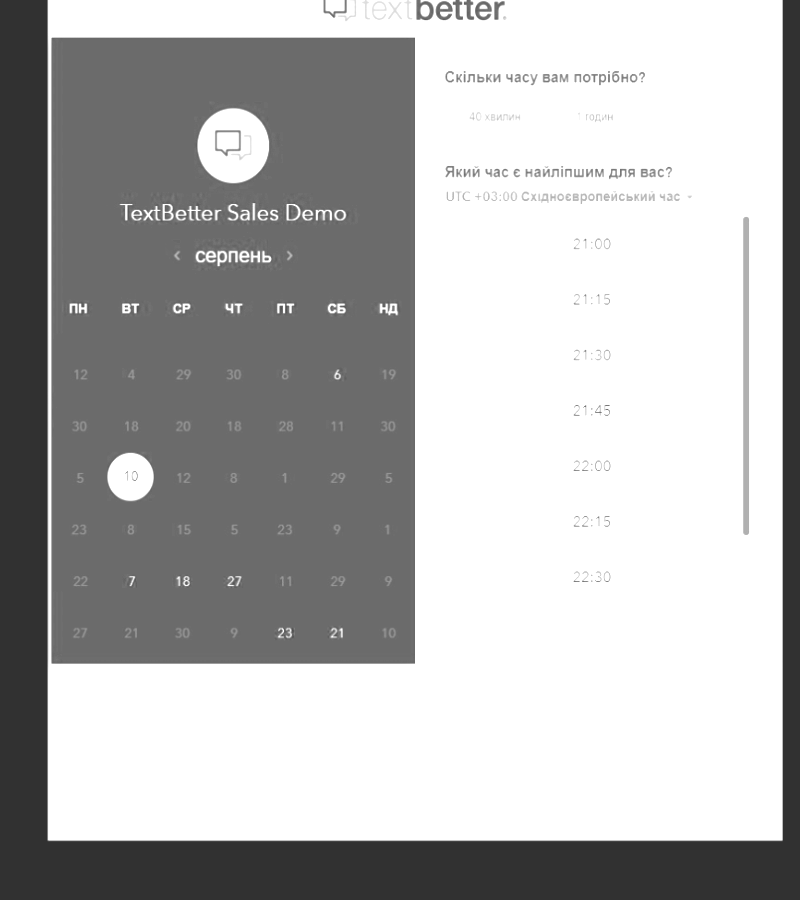 textbetter.
TextBetter Sales Demo
‹ серпень ›
ПН ВТ СР ЧТ ПТ СБ НД
12 4 29 30 8 6 19
30 18 20 18 28 11 30
5 10 12 8 1 29 5
23 8 15 5 23 9 1
22 7 18 27 11 29 9
27 21 30 9 23 21 10
Скільки часу вам потрібно?
40 хвилин 1 годин
Який час є найліпшим для вас?
UTC +03:00 Східноєвропейський час
21:00
21:15
21:30
21:45
22:00
22:15
22:30